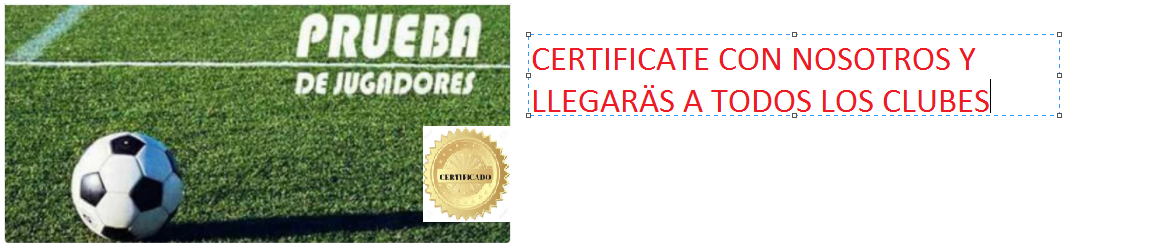 PRUEBA
DE JUGADORES
CERTIFICADO
CERTIFICATE CON NOSOTROS Y
LLEGARÄS A TODOS LOS CLUBES